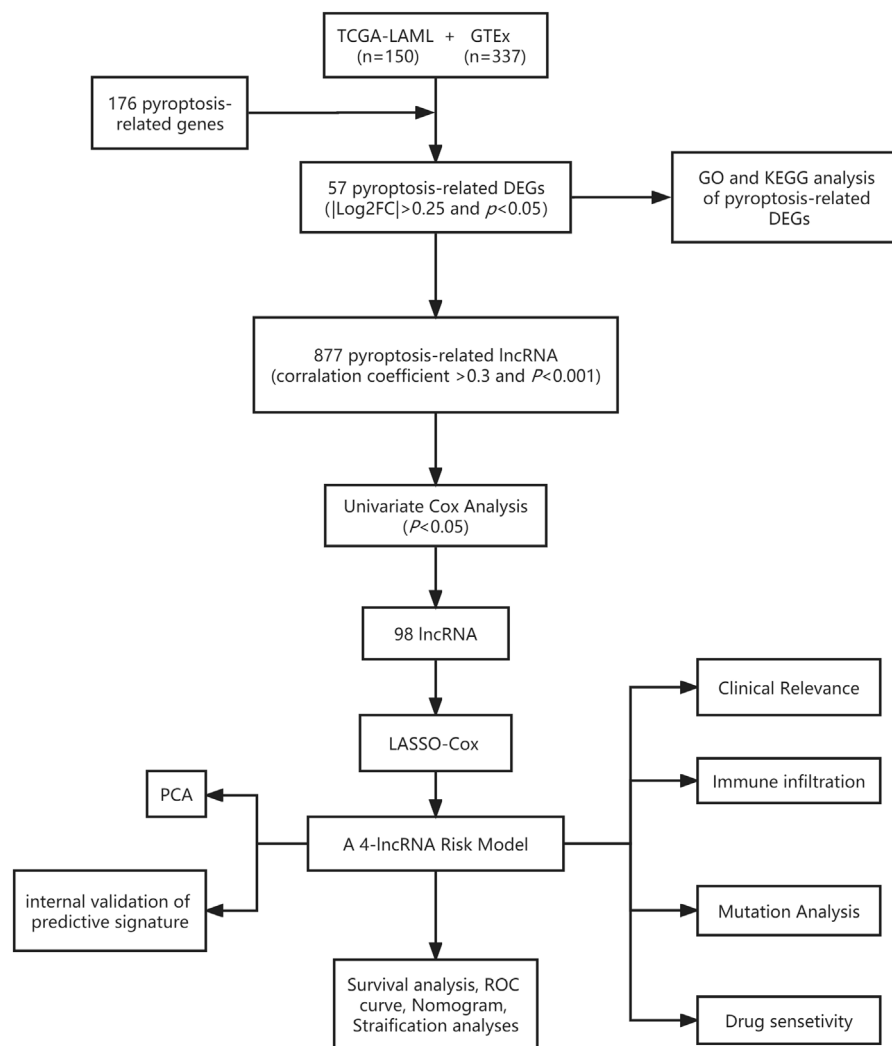 TCGA-LAML + GTEx
(n=150) (n=337)
176 pyroptosis-
related genes
57 pyroptosis-related DEGs
(|Log2FC|>0.25 and p<0.05)
GO and KEGG analysis
of pyroptosis-related
DEGs
877 pyroptosis-related lncRNA
(corralation coefficient >0.3 and P<0.001)
Univariate Cox Analysis
(P<0.05)
98 lncRNA
LASSO-Cox
A 4-lncRNA Risk Model
PCA
internal validation of
predictive signature
Survival analysis, ROC
curve, Nomogram,
Straification analyses
Clinical Relevance
Immune infiltration
Mutation Analysis
Drug sensetivity